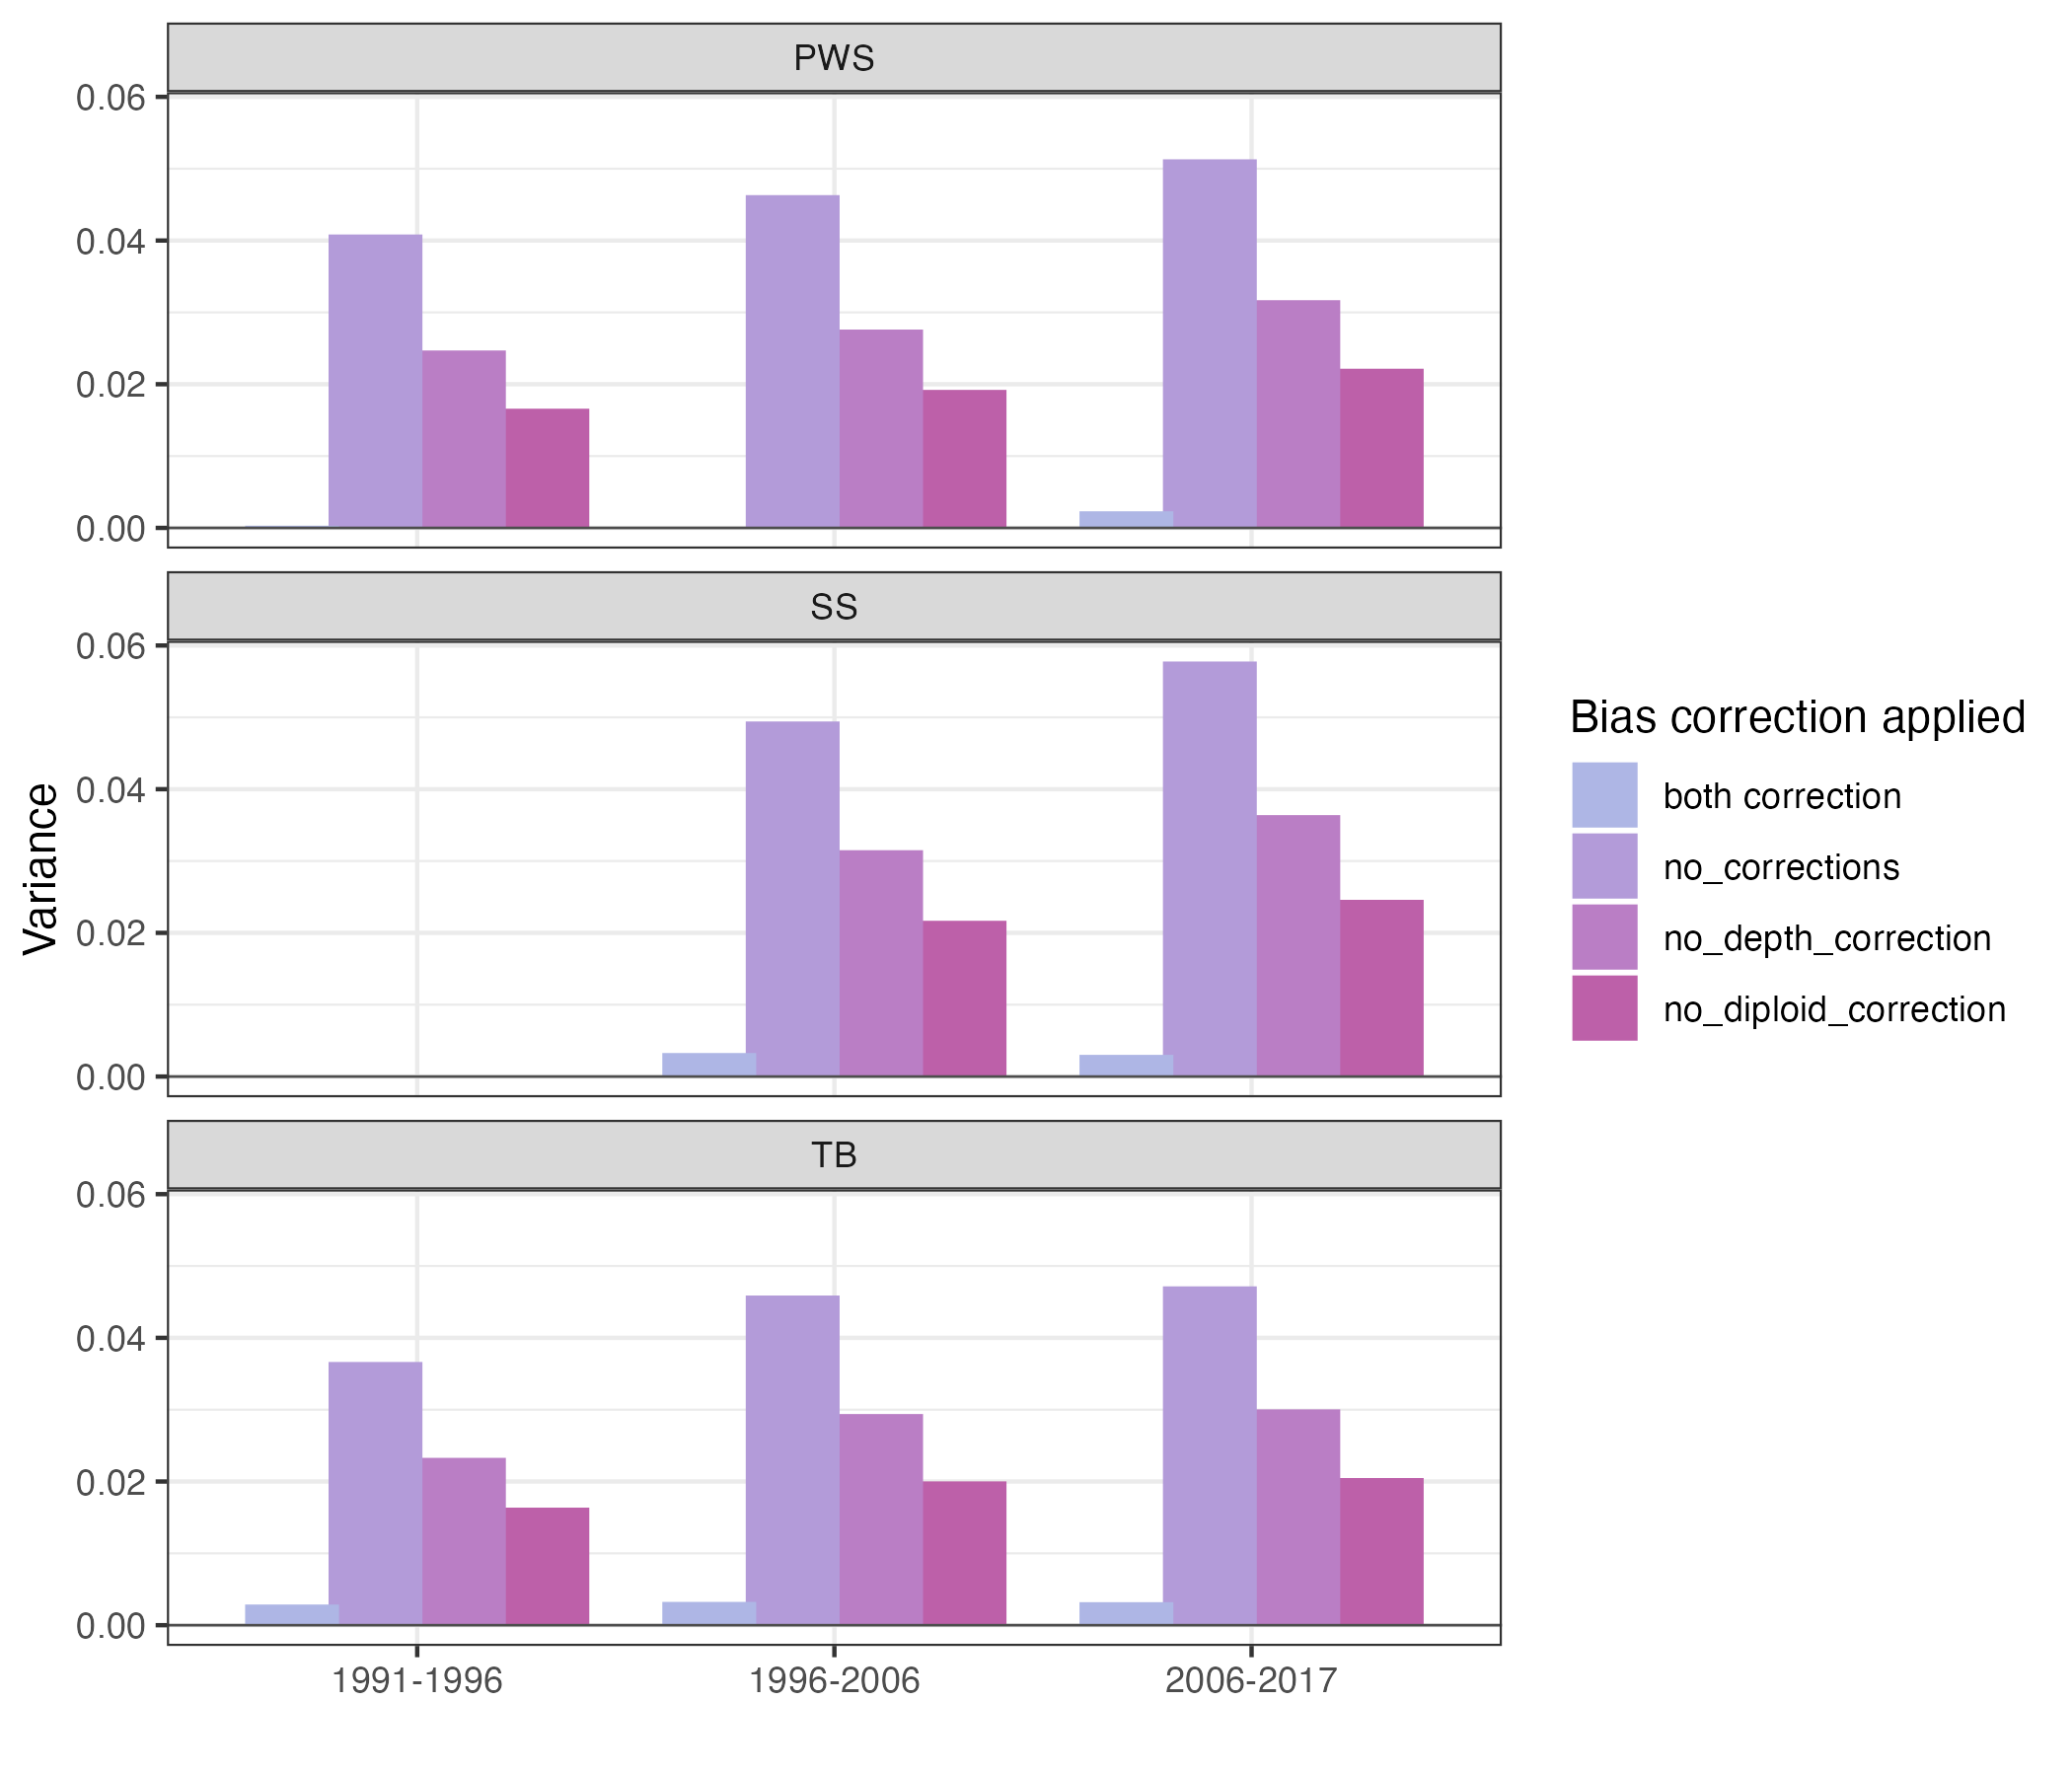 PWS
0.06
0.04
0.02
0.00
SS
0.06
0.04
0.02
0.00
TB
0.06
0.04
0.02
0.00
1991-1996 1996-2006 2006-2017
Variance
Bias correction applied
both correction
no_corrections
no_depth_correction
no_diploid_correction